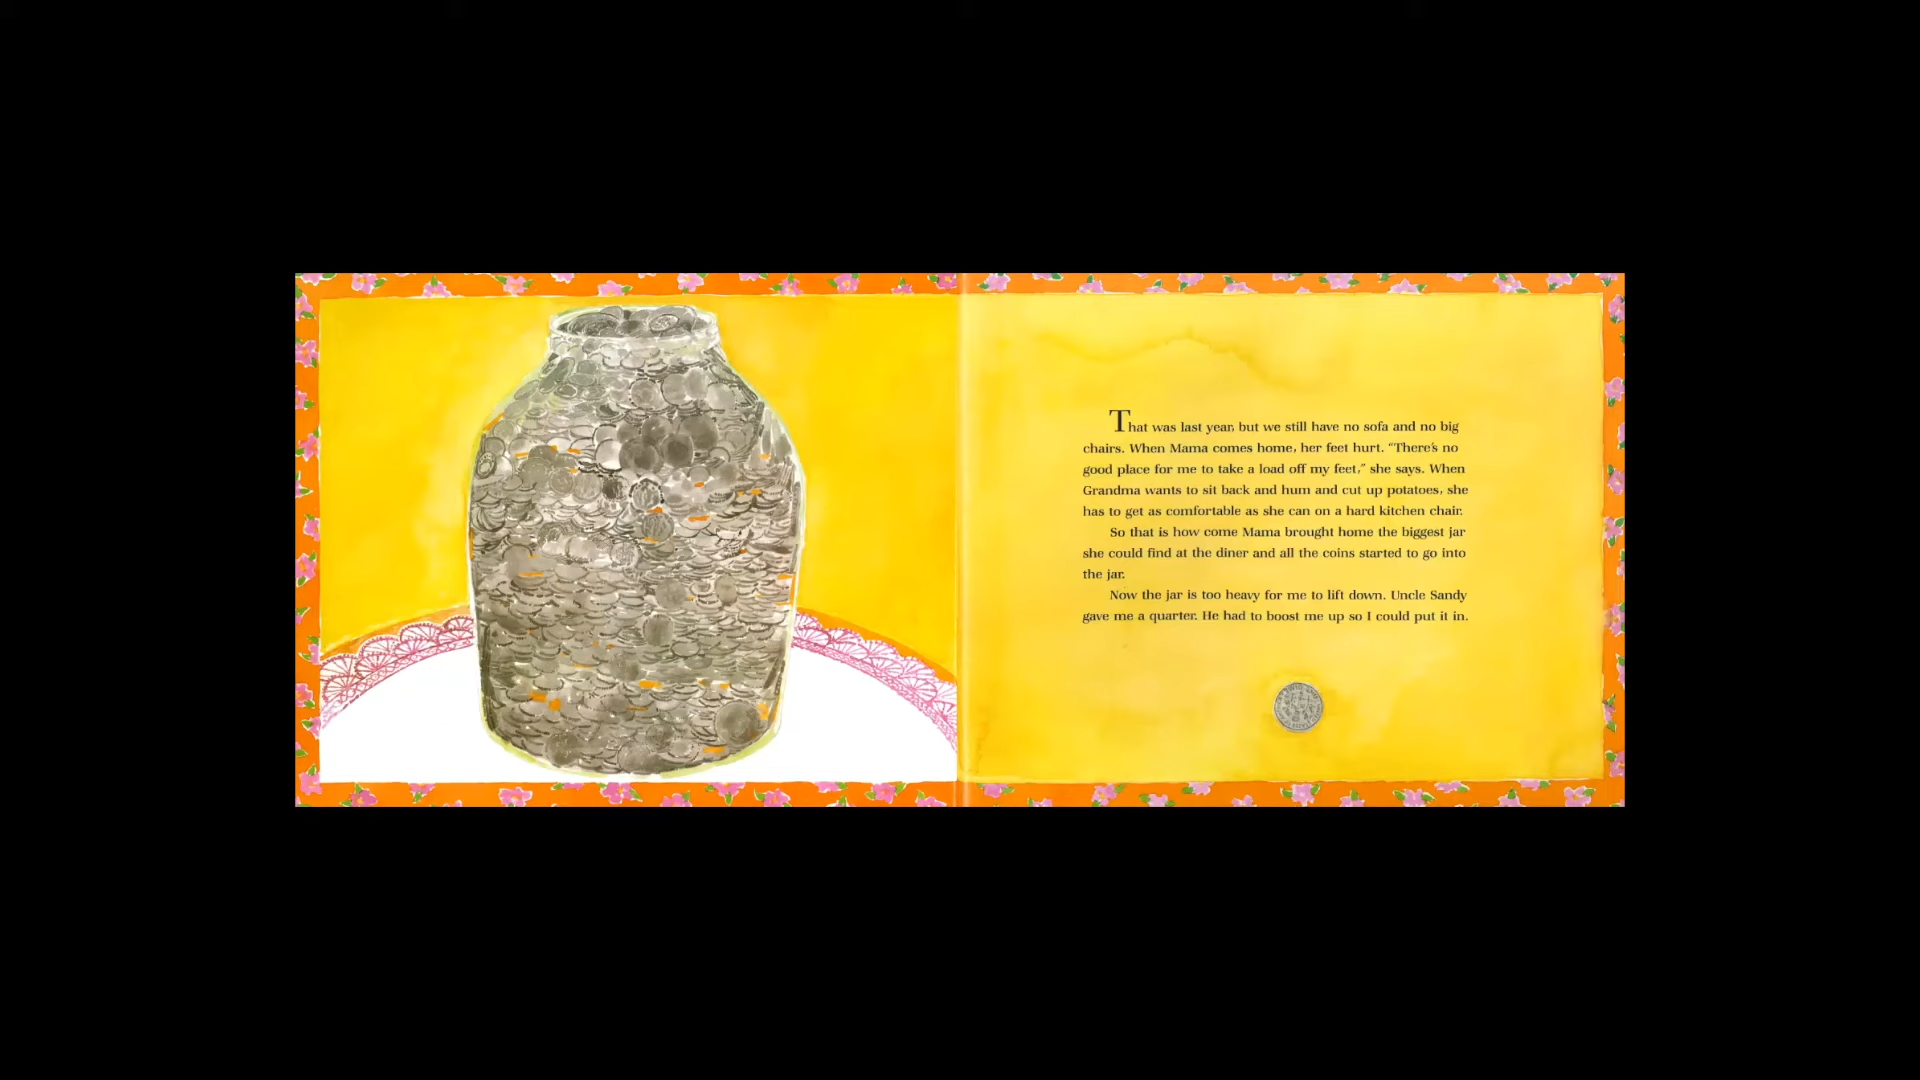 That was last year, but we still have no sofa and no big
chairs. When Mama comes home, her feet hurt. “There’s no
good place for me to take a load off my feet,” she says. When
Grandma wants to sit back and hum and cut up potatoes, she
has to get as comfortable as she can on a hard kitchen chair.
So that is how come Mama brought home the biggest jar
she could find at the diner and all the coins started to go into
the jar.
Now the jar is too heavy for me to lift down. Uncle Sandy
gave me a quarter. He had to boost me up so I could put it in.